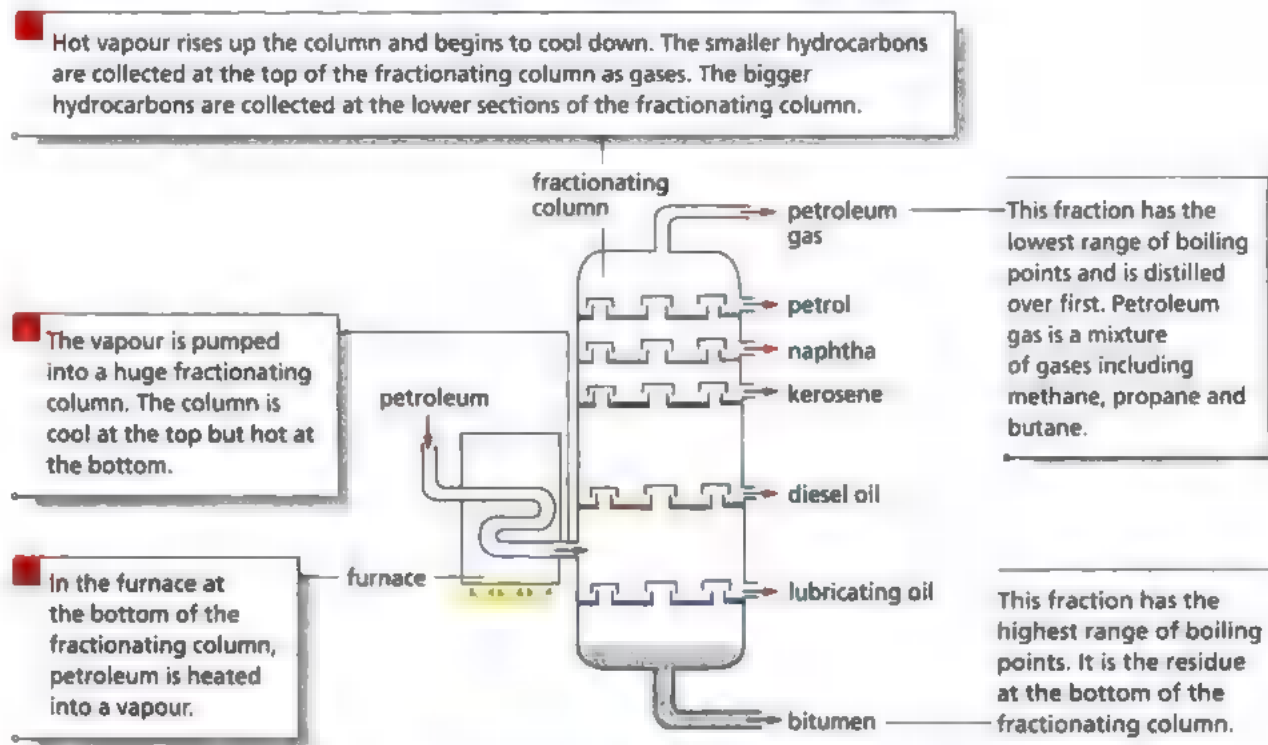 Hot vapour rises up the column and begins to cool down. The smaller hydrocarbons
are collected at the top of the fractionating column as gases. The bigger
hydrocarbons are collected at the lower sections of the fractionating column.
fractionating
column
petroleum
gas
This fraction has the
lowest range of boiling
points and is distilled
over first. Petroleum
gas is a mixture
of gases including
methane, propane and
butane.
petrol
naphtha
kerosene
The vapour is pumped
into a huge fractionating
column. The column is
cool at the top but hot at
the bottom.
petroleum
diesel oil
In the furnace at
the bottom of the
fractionating column,
petroleum is heated
into a vapour.
furnace
lubricating oil
This fraction has the
highest range of boiling
points. It is the residue
at the bottom of the
fractionating column.
bitumen